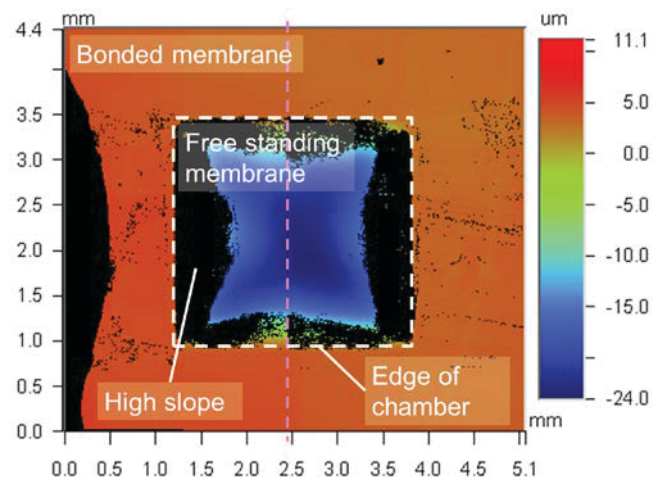 mm
um
4.4
Bonded membrane
11.1
3.5
Free standing
membrane
5.0
3.0
0.0
2.5
-5.0
2.0
-10.0
1.5
-15.0
1.0
High slope
Edge of
chamber
0.5
-24.0
0.0
mm
0.0 0.5 1.0 1.5 2.0 2.5 3.0 3.5 4.0 4.5 5.1